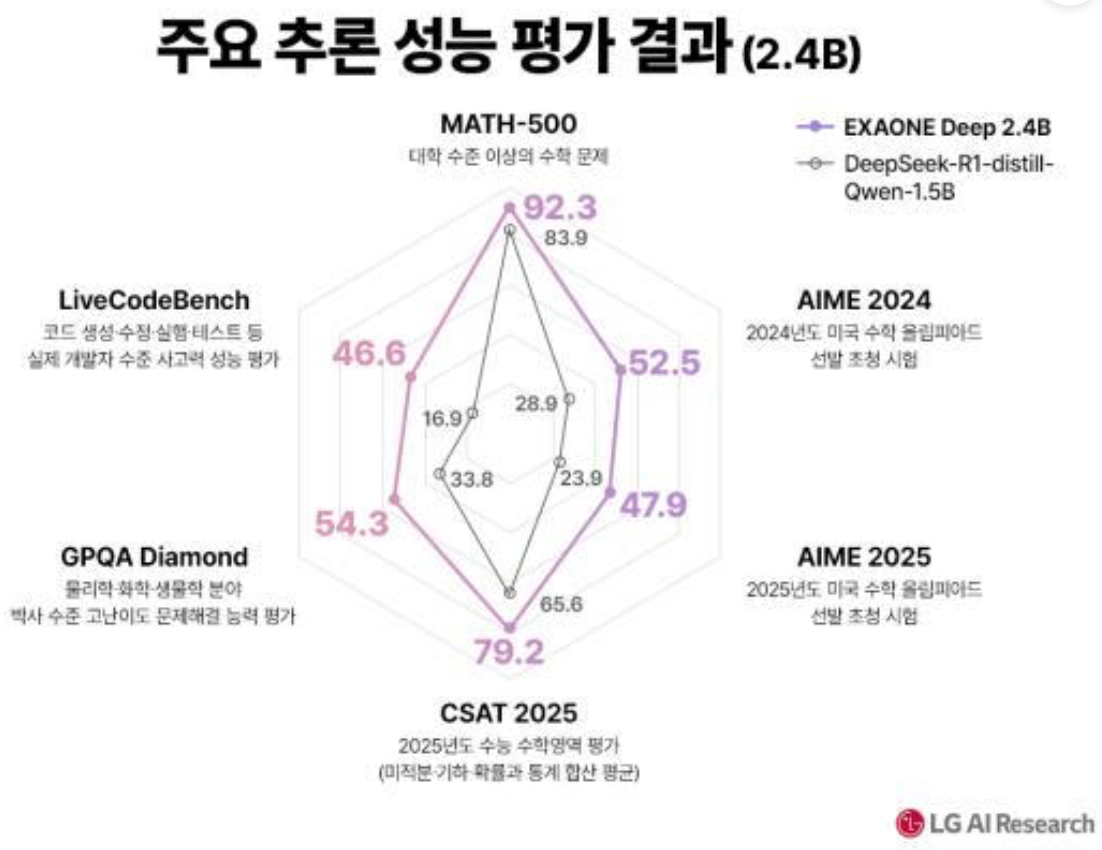 주요 추론 성능 평가 결과 (2.4B)
EXAONE Deep 2.4B
DeepSeek-R1-distill-
Qwen-1.5B
MATH-500
대학 수준 이상의 수학 문제
92.3
83.9
LiveCodeBench
코드 생성·수정·실행·테스트 등
실제 개발자 수준 사고력 성능 평가
46.6
16.9
AIME 2024
2024년도 미국 수학 올림피아드
선발 초청 시험
52.5
28.9
GPQA Diamond
물리학·화학·생물학 분야
박사 수준 고난이도 문제해결 능력 평가
54.3
33.8
AIME 2025
2025년도 미국 수학 올림피아드
선발 초청 시험
47.9
23.9
65.6
79.2
CSAT 2025
2025년도 수능 수학영역 평가
(미적분·기하·확률과 통계 합산 평균)
LG AI Research